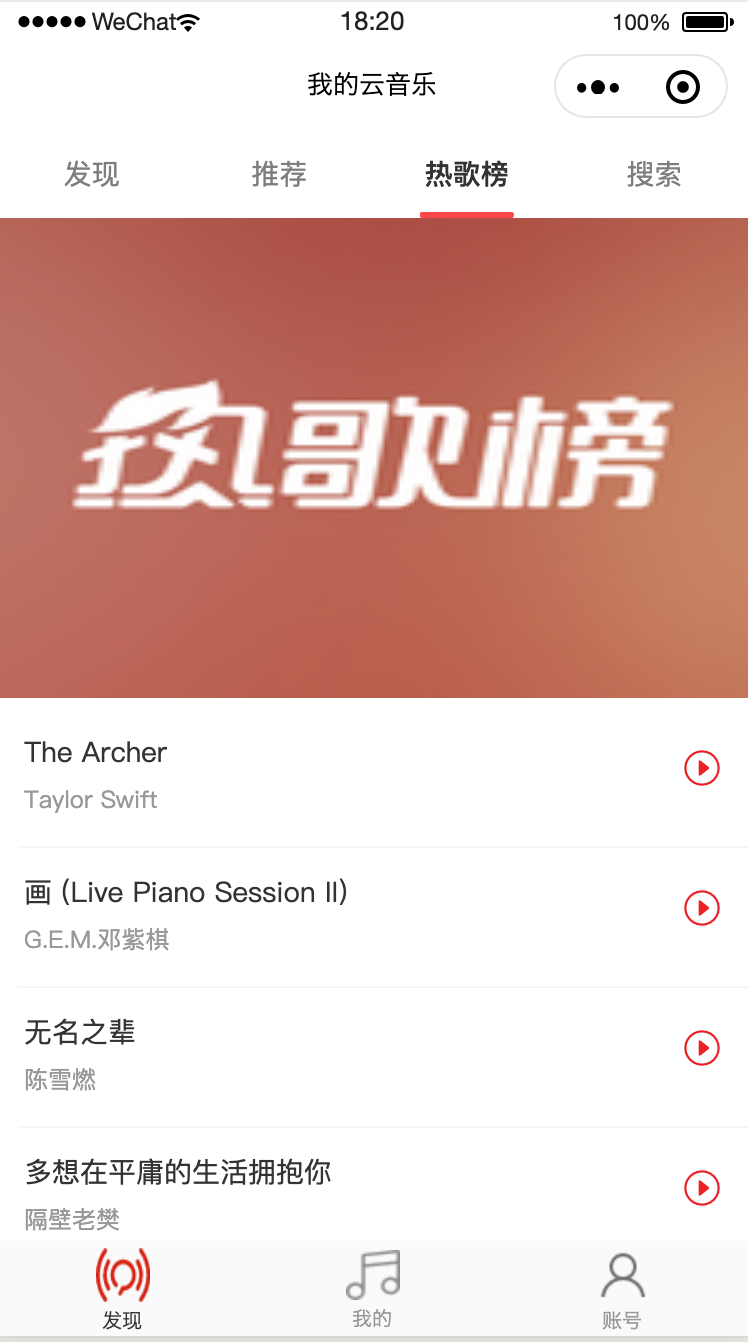 WeChat 18:20 100%
我的云音乐
发现 推荐 热歌榜 搜索
热歌榜
The Archer
Taylor Swift
画 (Live Piano Session II)
G.E.M.邓紫棋
无名之辈
陈雪燃
多想在平庸的生活拥抱你
隔壁老樊
发现 我的 账号